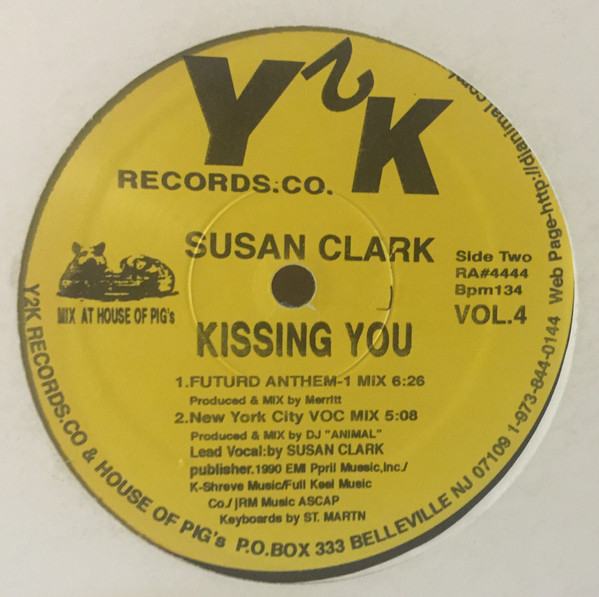 Y2K
RECORDS.CO.
SUSAN CLARK
Side Two
RA#4444
Bpm134
VOL.4
MIX AT HOUSE OF PIG's
KISSING YOU
1.FUTURD ANTHEM-1 MIX 6:26
Produced & MIX by Merritt
2.New York City VOC MIX 5:08
Produced & MIX by DJ "ANIMAL"
Lead Vocal:by SUSAN CLARK
publisher.1990 EMI Ppril Muesic,Inc./
K-Shreve Music/Full Keel Music
Co./ |RM Music ASCAP
Keyboards by ST. MARTN
Y2K RECORDS.CO & HOUSE OF PIG's P.O.BOX 333 BELLEVILLE NJ 07109 1-973-844-0144 Web Page-http://djanimal.com/